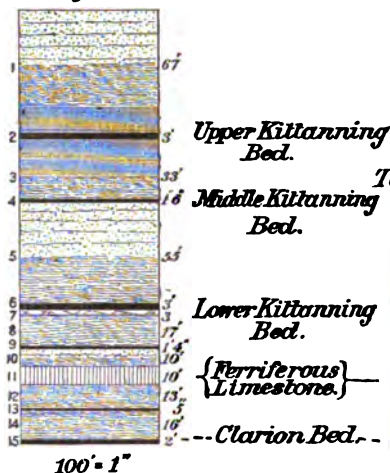 1 67'
2 3' Upper Kittanning
Bed.
3 33'
4 1'6" Middle Kittanning
Bed.
5 55'
6 3' Lower Kittanning
7 3 Bed.
8 17'
9 1'4"
10 10'
11 10' {Ferriferous
Limestone.}
12 13'
13 5"
14 16'
15 2' --- Clarion Bed. -
100' = 1"